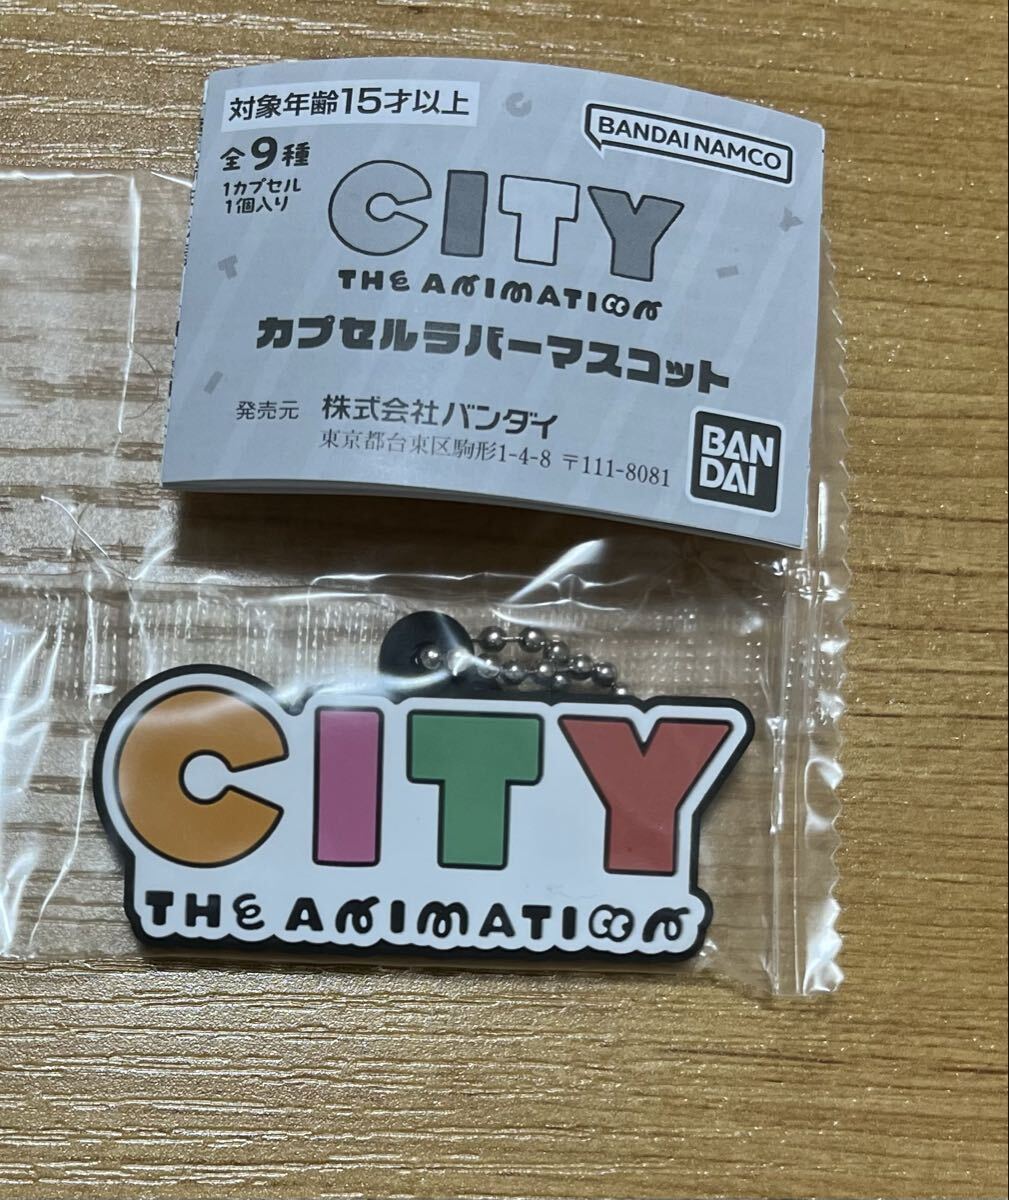 対象年齢15才以上
BANDAI NAMCO
全9種
1カプセル
1個入り
CITY
THE ANIMATION
カプセルラバーマスコット
発売元 株式会社バンダイ
東京都台東区駒形1-4-8 〒111-8081
BAN
DAI
CITY
THE ANIMATION